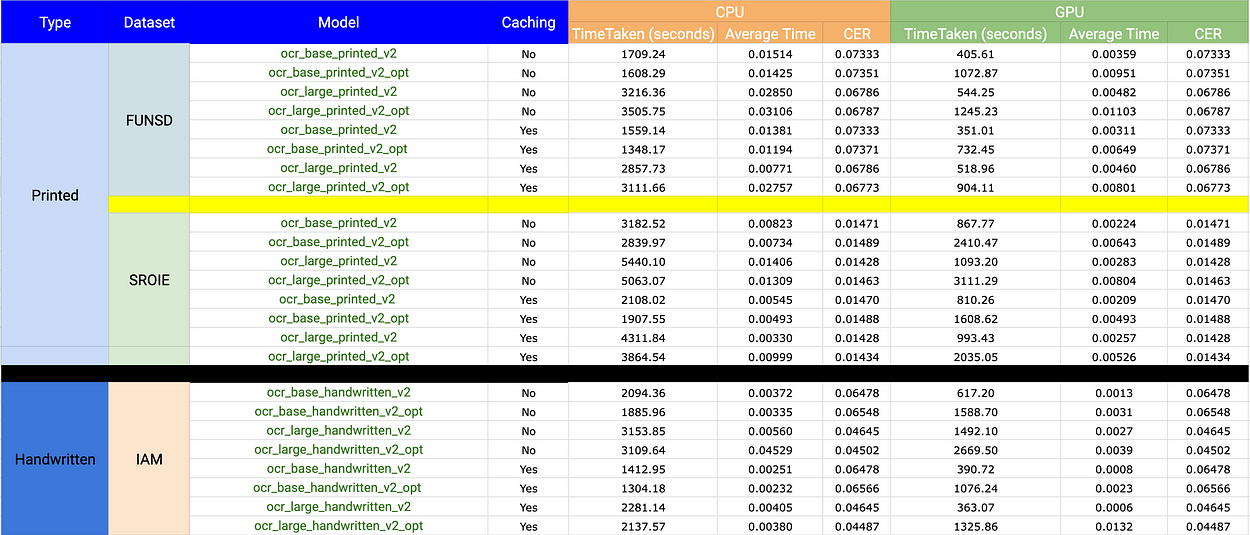 Type Dataset Model Caching CPU GPU
TimeTaken (seconds) Average Time CER TimeTaken (seconds) Average Time CER
Printed FUNSD ocr_base_printed_v2 No 1709.24 0.01514 0.07333 405.61 0.00359 0.07333
ocr_base_printed_v2_opt No 1608.29 0.01425 0.07351 1072.87 0.00951 0.07351
ocr_large_printed_v2 No 3216.36 0.02850 0.06786 544.25 0.00482 0.06786
ocr_large_printed_v2_opt No 3505.75 0.03106 0.06787 1245.23 0.01103 0.06787
ocr_base_printed_v2 Yes 1559.14 0.01381 0.07333 351.01 0.00311 0.07333
ocr_base_printed_v2_opt Yes 1348.17 0.01194 0.07371 732.45 0.00649 0.07371
ocr_large_printed_v2 Yes 2857.73 0.00771 0.06786 518.96 0.00460 0.06786
ocr_large_printed_v2_opt Yes 3111.66 0.02757 0.06773 904.11 0.00801 0.06773
SROIE ocr_base_printed_v2 No 3182.52 0.00823 0.01471 867.77 0.00224 0.01471
ocr_base_printed_v2_opt No 2839.97 0.00734 0.01489 2410.47 0.00643 0.01489
ocr_large_printed_v2 No 5440.10 0.01406 0.01428 1093.20 0.00283 0.01428
ocr_large_printed_v2_opt No 5063.07 0.01309 0.01463 3111.29 0.00804 0.01463
ocr_base_printed_v2 Yes 2108.02 0.00545 0.01470 810.26 0.00209 0.01470
ocr_base_printed_v2_opt Yes 1907.55 0.00493 0.01488 1608.62 0.00493 0.01488
ocr_large_printed_v2 Yes 4311.84 0.00330 0.01428 993.43 0.00257 0.01428
ocr_large_printed_v2_opt Yes 3864.54 0.00999 0.01434 2035.05 0.00526 0.01434
Handwritten IAM ocr_base_handwritten_v2 No 2094.36 0.00372 0.06478 617.20 0.0013 0.06478
ocr_base_handwritten_v2_opt No 1885.96 0.00335 0.06548 1588.70 0.0031 0.06548
ocr_large_handwritten_v2 No 3153.85 0.00560 0.04645 1492.10 0.0027 0.04645
ocr_large_handwritten_v2_opt No 3109.64 0.04529 0.04502 2669.50 0.0039 0.04502
ocr_base_handwritten_v2 Yes 1412.95 0.00251 0.06478 390.72 0.0008 0.06478
ocr_base_handwritten_v2_opt Yes 1304.18 0.00232 0.06566 1076.24 0.0023 0.06566
ocr_large_handwritten_v2 Yes 2281.14 0.00405 0.04645 363.07 0.0006 0.04645
ocr_large_handwritten_v2_opt Yes 2137.57 0.00380 0.04487 1325.86 0.0132 0.04487